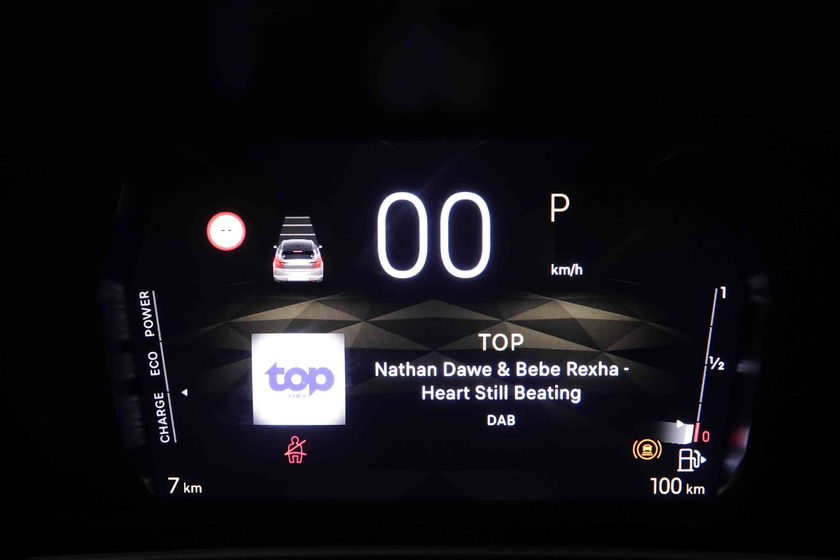 --
00
P
km/h
POWER
ECO
CHARGE
top
radio
TOP
Nathan Dawe & Bebe Rexha -
Heart Still Beating
DAB
1
1/2
0
7 km
100 km